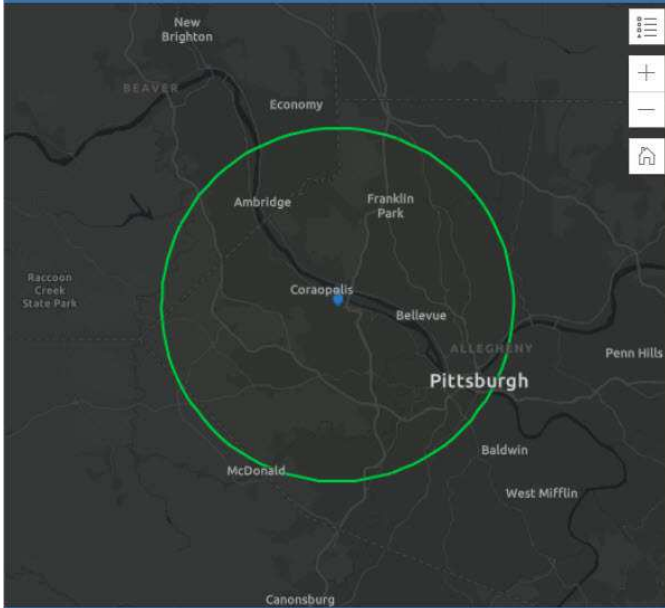 New
Brighton
BEAVER
Economy
Ambridge
Franklin
Park
Raccoon
Creek
State Park
Coraopolis
Bellevue
ALLEGHENY
Penn Hills
Pittsburgh
Baldwin
McDonald
West Mifflin
Canonsburg